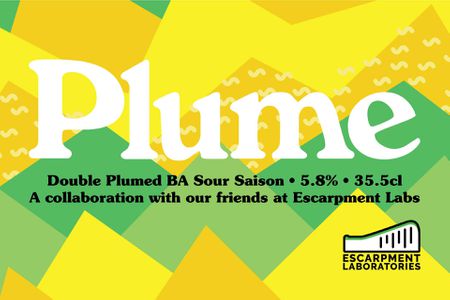 Plume
Double Plumed BA Sour Saison • 5.8% • 35.5cl
A collaboration with our friends at Escarpment Labs
ESCARPMENT
LABORATORIES